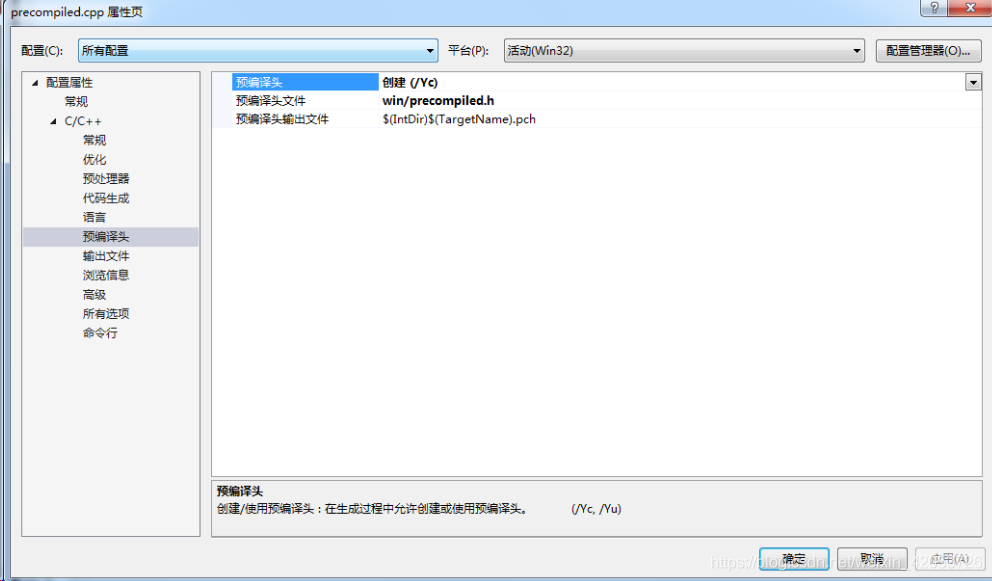 precompiled.cpp 属性页
配置(C): 所有配置 平台(P): 活动(Win32) 配置管理器(O)...
配置属性
常规
C/C++
常规
优化
预处理器
代码生成
语言
预编译头
输出文件
浏览信息
高级
所有选项
命令行
预编译头 创建 (/Yc)
预编译头文件 win/precompiled.h
预编译头输出文件 $(IntDir)$(TargetName).pch
预编译头
创建/使用预编译头：在生成过程中允许创建或使用预编译头。 (/Yc, /Yu)
确定 取消 应用(A)